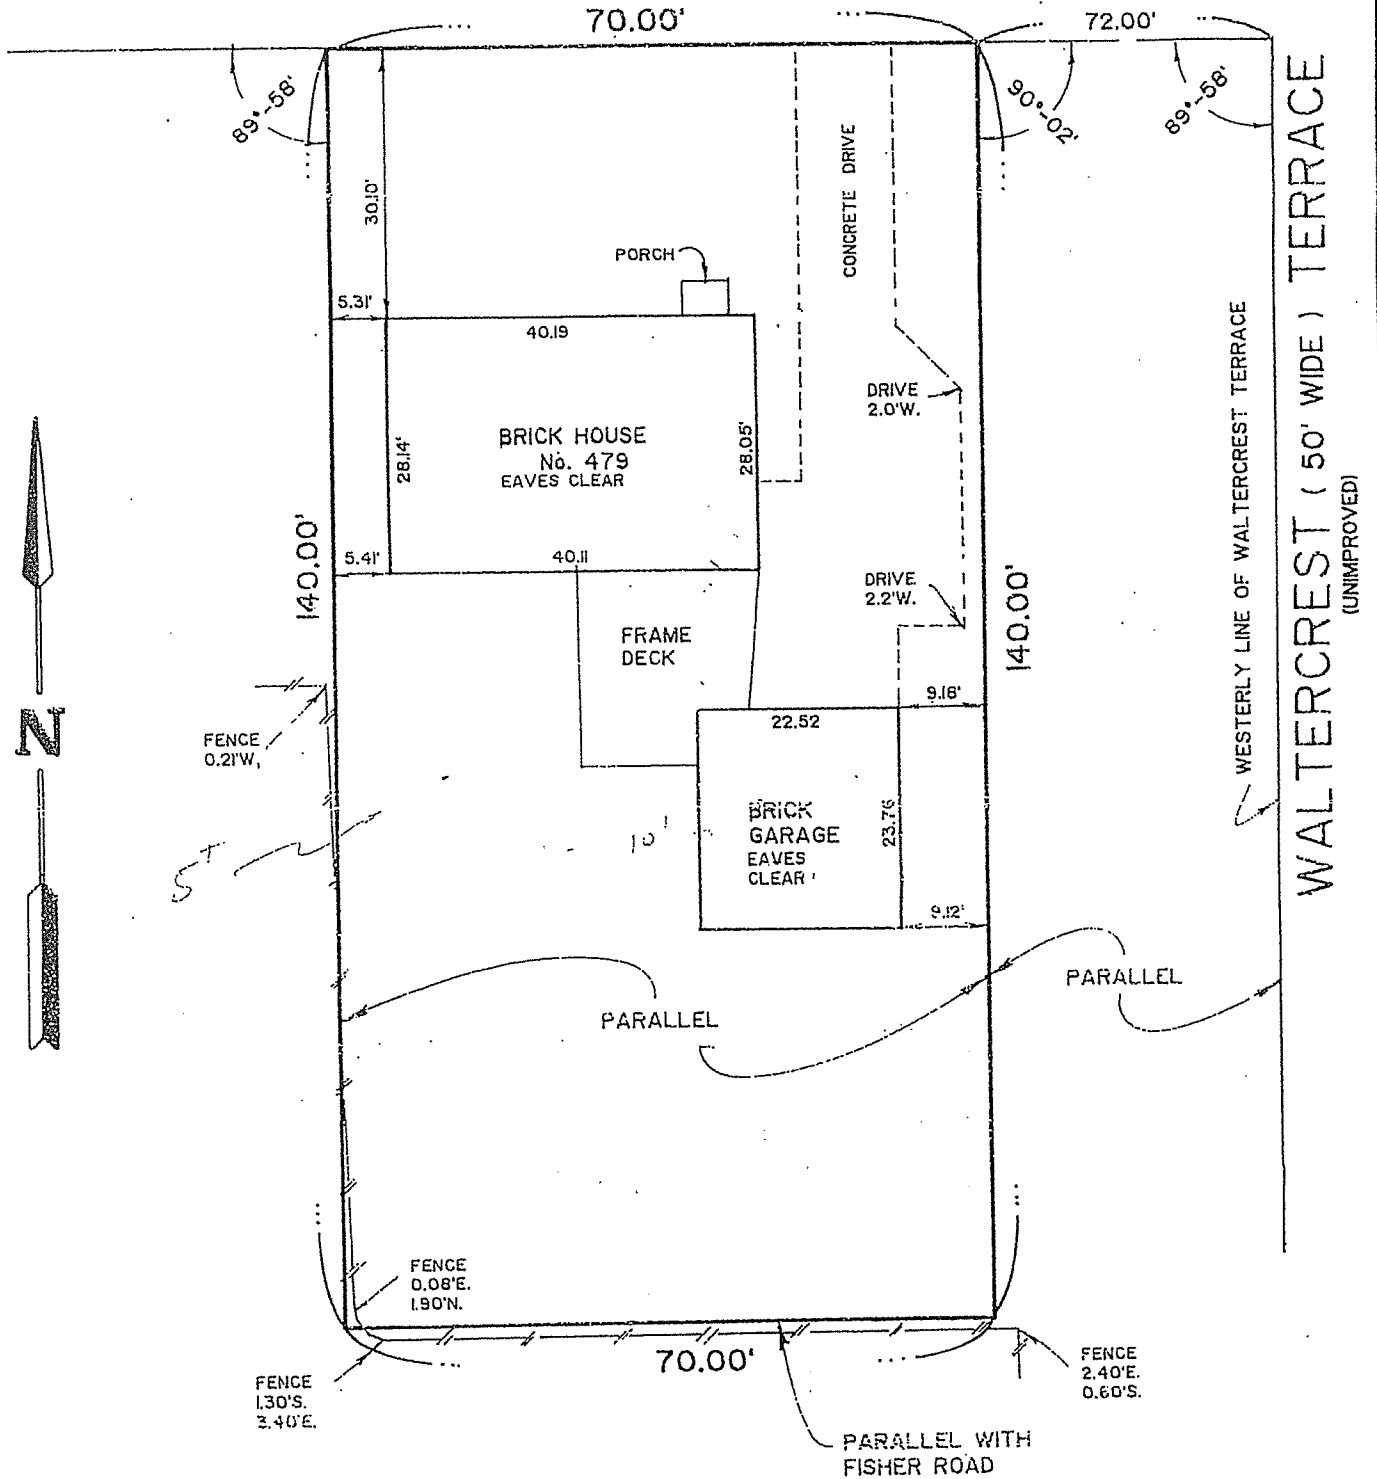 70.00'
72.00'
89°-58'
90°-02'
89°-58'
30.10'
CONCRETE DRIVE
PORCH
5.31'
40.19
DRIVE
2.0'W.
BRICK HOUSE
No. 479
EAVES CLEAR
28.14'
28.05'
WALTERCREST ( 50' WIDE ) TERRACE
(UNIMPROVED)
WESTERLY LINE OF WALTERCREST TERRACE
140.00'
5.41'
40.11
DRIVE
2.2'W.
140.00'
FRAME
DECK
9.18'
22.52
N
FENCE
0.21'W,
BRICK
GARAGE
EAVES
CLEAR
23.76
10'
9.12'
PARALLEL
PARALLEL
FENCE
0.08'E.
1.90'N.
70.00'
FENCE
1.30'S.
3.40'E.
FENCE
2.40'E.
0.60'S.
PARALLEL WITH
FISHER ROAD